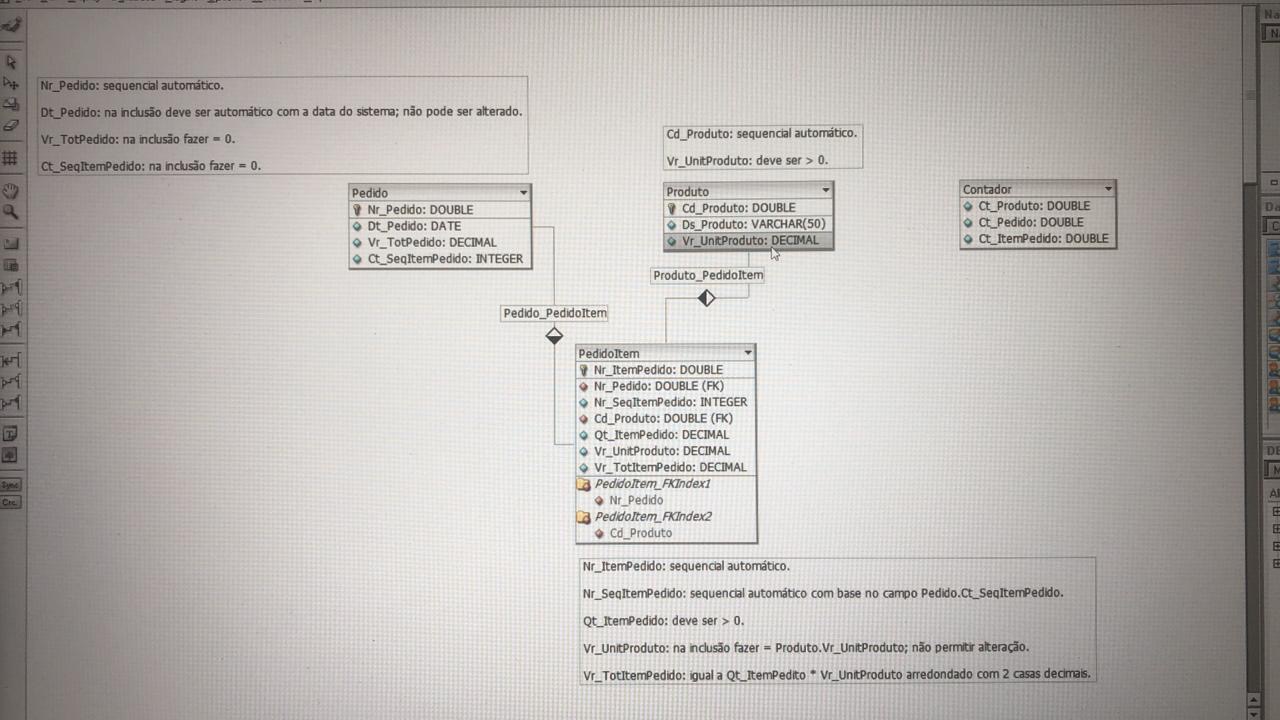 Nr_Pedido: sequencial automático.
Dt_Pedido: na inclusão deve ser automático com a data do sistema; não pode ser alterado.
Vr_TotPedido: na inclusão fazer = 0.
Ct_SeqItemPedido: na inclusão fazer = 0.
Cd_Produto: sequencial automático.
Vr_UnitProduto: deve ser > 0.
Pedido
Nr_Pedido: DOUBLE
Dt_Pedido: DATE
Vr_TotPedido: DECIMAL
Ct_SeqItemPedido: INTEGER
Produto
Cd_Produto: DOUBLE
Ds_Produto: VARCHAR(50)
Vr_UnitProduto: DECIMAL
Contador
Ct_Produto: DOUBLE
Ct_Pedido: DOUBLE
Ct_ItemPedido: DOUBLE
Produto_PedidoItem
Pedido_PedidoItem
PedidoItem
Nr_ItemPedido: DOUBLE
Nr_Pedido: DOUBLE (FK)
Nr_SeqItemPedido: INTEGER
Cd_Produto: DOUBLE (FK)
Qt_ItemPedido: DECIMAL
Vr_UnitProduto: DECIMAL
Vr_TotItemPedido: DECIMAL
PedidoItem_FKIndex1
Nr_Pedido
PedidoItem_FKIndex2
Cd_Produto
Nr_ItemPedido: sequencial automático.
Nr_SeqItemPedido: sequencial automático com base no campo Pedido.Ct_SeqItemPedido.
Qt_ItemPedido: deve ser > 0.
Vr_UnitProduto: na inclusão fazer = Produto.Vr_UnitProduto; não permitir alteração.
Vr_TotItemPedido: igual a Qt_ItemPedito * Vr_UnitProduto arredondado com 2 casas decimais.
Sync